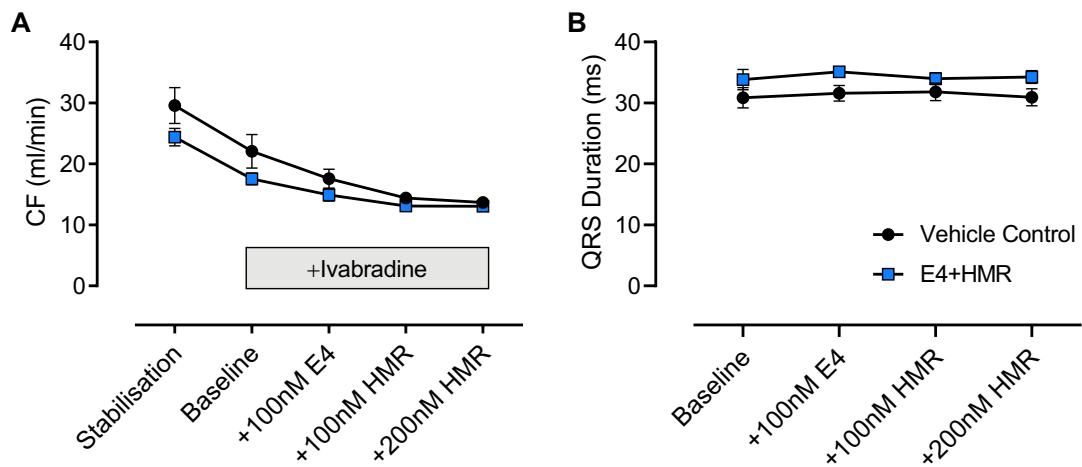 A
CF (ml/min)
40
30
20
10
0
+Ivabradine
Stabilisation
Baseline
+100nM E4
+100nM HMR
+200nM HMR
B
QRS Duration (ms)
40
30
20
10
0
Vehicle Control
E4+HMR
Baseline
+100nM E4
+100nM HMR
+200nM HMR